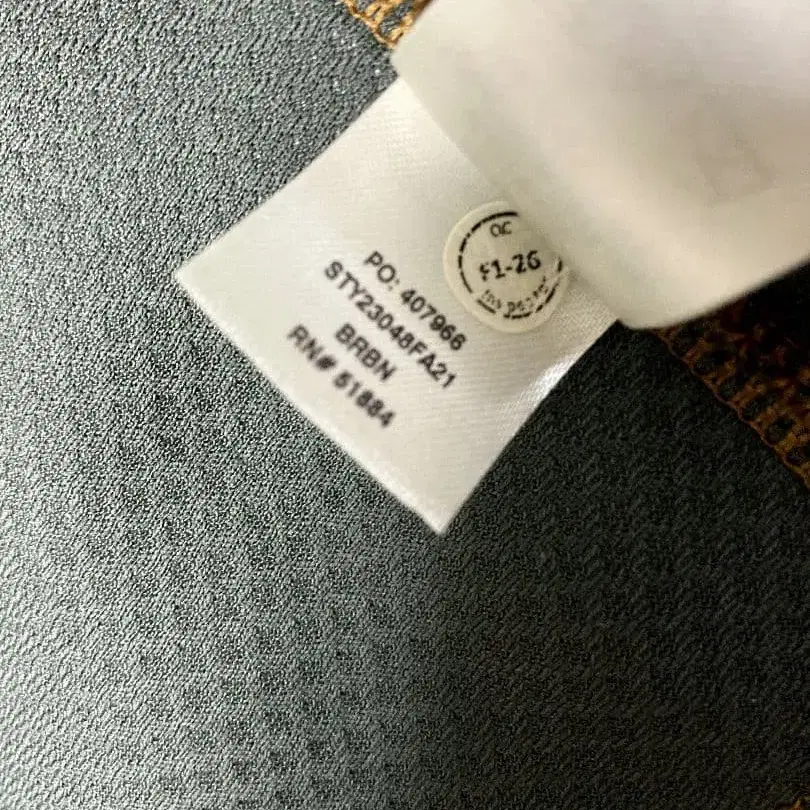 QC
F1-26
PO: 407966
STY23048FA21
BRBN
RN# 51884